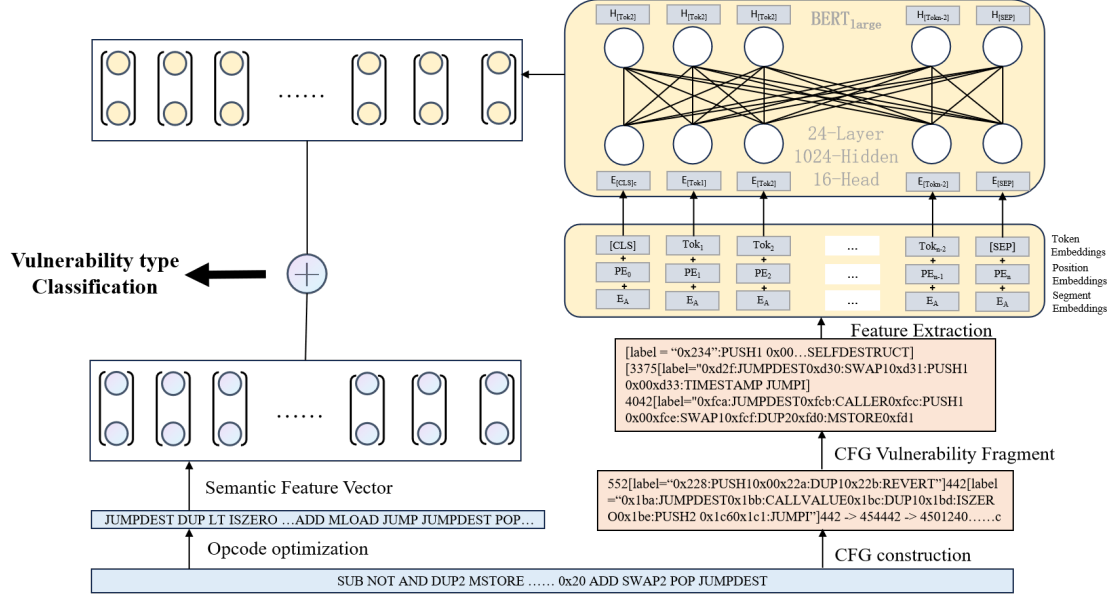 H[Tok2] H[Tok2] H[Tok2] H[Tokn-2] H[SEP]
BERTlarge
……
24-Layer
1024-Hidden
16-Head
E[CLS]s E[Tok1] E[Tok2] E[Tokn-2] E[SEP]
[CLS] Tok1 Tok2 ... Tokn-2 [SEP]
Token
Embeddings
+ + + + +
PE0 PE1 PE2 ... PEn-1 PEn
Position
Embeddings
+ + + + +
EA EA EA ... EA EA
Segment
Embeddings
Vulnerability type
Classification
Feature Extraction
[label = “0x234”:PUSH1 0x00…SELFDESTRUCT]
[3375[label="0xd2f:JUMPDEST0xd30:SWAP10xd31:PUSH1
0x00xd33:TIMESTAMP JUMPI]
4042[label="0xfca:JUMPDEST0xfcb:CALLER0xfcc:PUSH1
0x00xfce:SWAP10xfcf:DUP20xfd0:MSTORE0xfd1
CFG Vulnerability Fragment
552[label=“0x228:PUSH10x00x22a:DUP10x22b:REVERT”]442[label
=“0x1ba:JUMPDEST0x1bb:CALLVALUE0x1bc:DUP10x1bd:ISZER
O0x1be:PUSH2 0x1c60x1c1:JUMPI”]442 -> 454442 -> 4501240……c
CFG construction
……
Semantic Feature Vector
JUMPDEST DUP LT ISZERO …ADD MLOAD JUMP JUMPDEST POP…
Opcode optimization
SUB NOT AND DUP2 MSTORE …… 0x20 ADD SWAP2 POP JUMPDEST